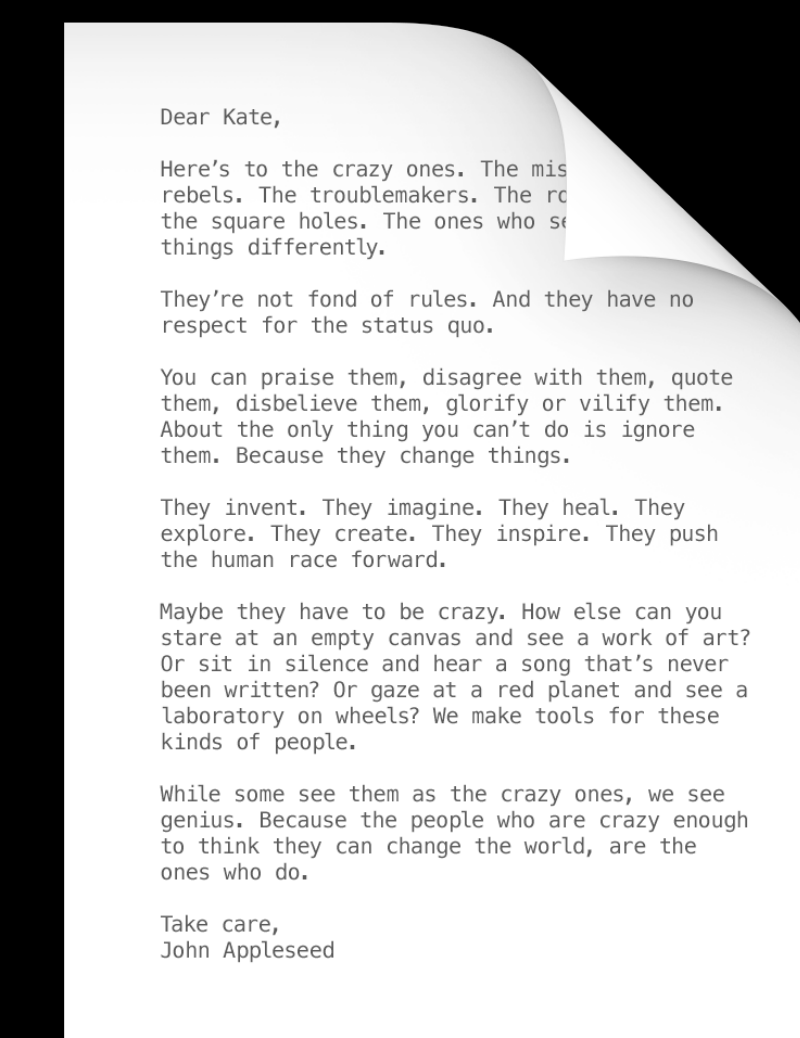 Dear Kate,
Here’s to the crazy ones. The
rebels. The troublemakers. The
the square holes. The ones who
things differently.
They’re not fond of rules. And they have no
respect for the status quo.
You can praise them, disagree with them, quote
them, disbelieve them, glorify or vilify them.
About the only thing you can’t do is ignore
them. Because they change things.
They invent. They imagine. They heal. They
explore. They create. They inspire. They push
the human race forward.
Maybe they have to be crazy. How else can you
stare at an empty canvas and see a work of art?
Or sit in silence and hear a song that’s never
been written? Or gaze at a red planet and see a
laboratory on wheels? We make tools for these
kinds of people.
While some see them as the crazy ones, we see
genius. Because the people who are crazy enough
to think they can change the world, are the
ones who do.
Take care,
John Appleseed